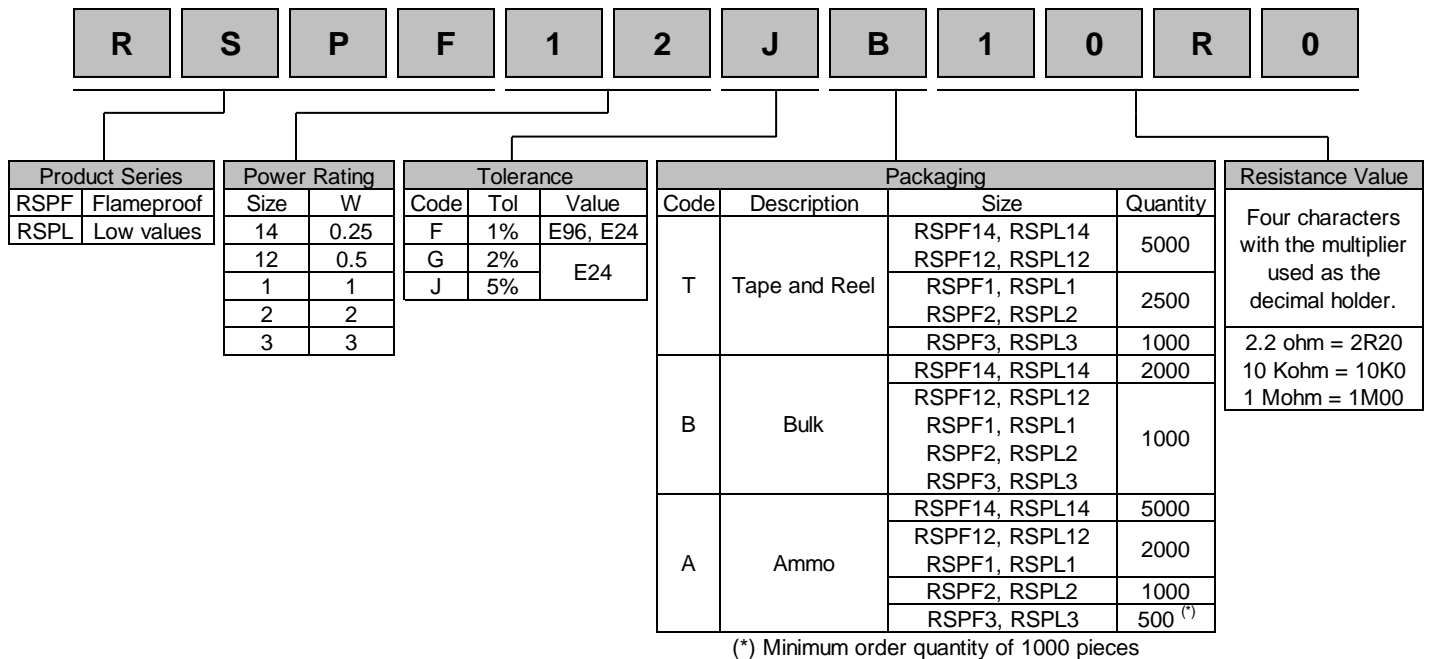 R S P F 1 2 J B 1 0 R 0
Product Series
RSPF Flameproof
RSPL Low values
Power Rating
Size W
14 0.25
12 0.5
1 1
2 2
3 3
Tolerance
Code Tol Value
F 1% E96, E24
G 2% E24
J 5%
Packaging
Code Description Size Quantity
T Tape and Reel
RSPF14, RSPL14 5000
RSPF12, RSPL12
RSPF1, RSPL1 2500
RSPF2, RSPL2
RSPF3, RSPL3 1000
B Bulk
RSPF14, RSPL14 2000
RSPF12, RSPL12 1000
RSPF1, RSPL1
RSPF2, RSPL2
RSPF3, RSPL3
A Ammo
RSPF14, RSPL14 5000
RSPF12, RSPL12 2000
RSPF1, RSPL1
RSPF2, RSPL2 1000
RSPF3, RSPL3 500 (*)
(*) Minimum order quantity of 1000 pieces
Resistance Value
Four characters
with the multiplier
used as the
decimal holder.
2.2 ohm = 2R20
10 Kohm = 10K0
1 Mohm = 1M00